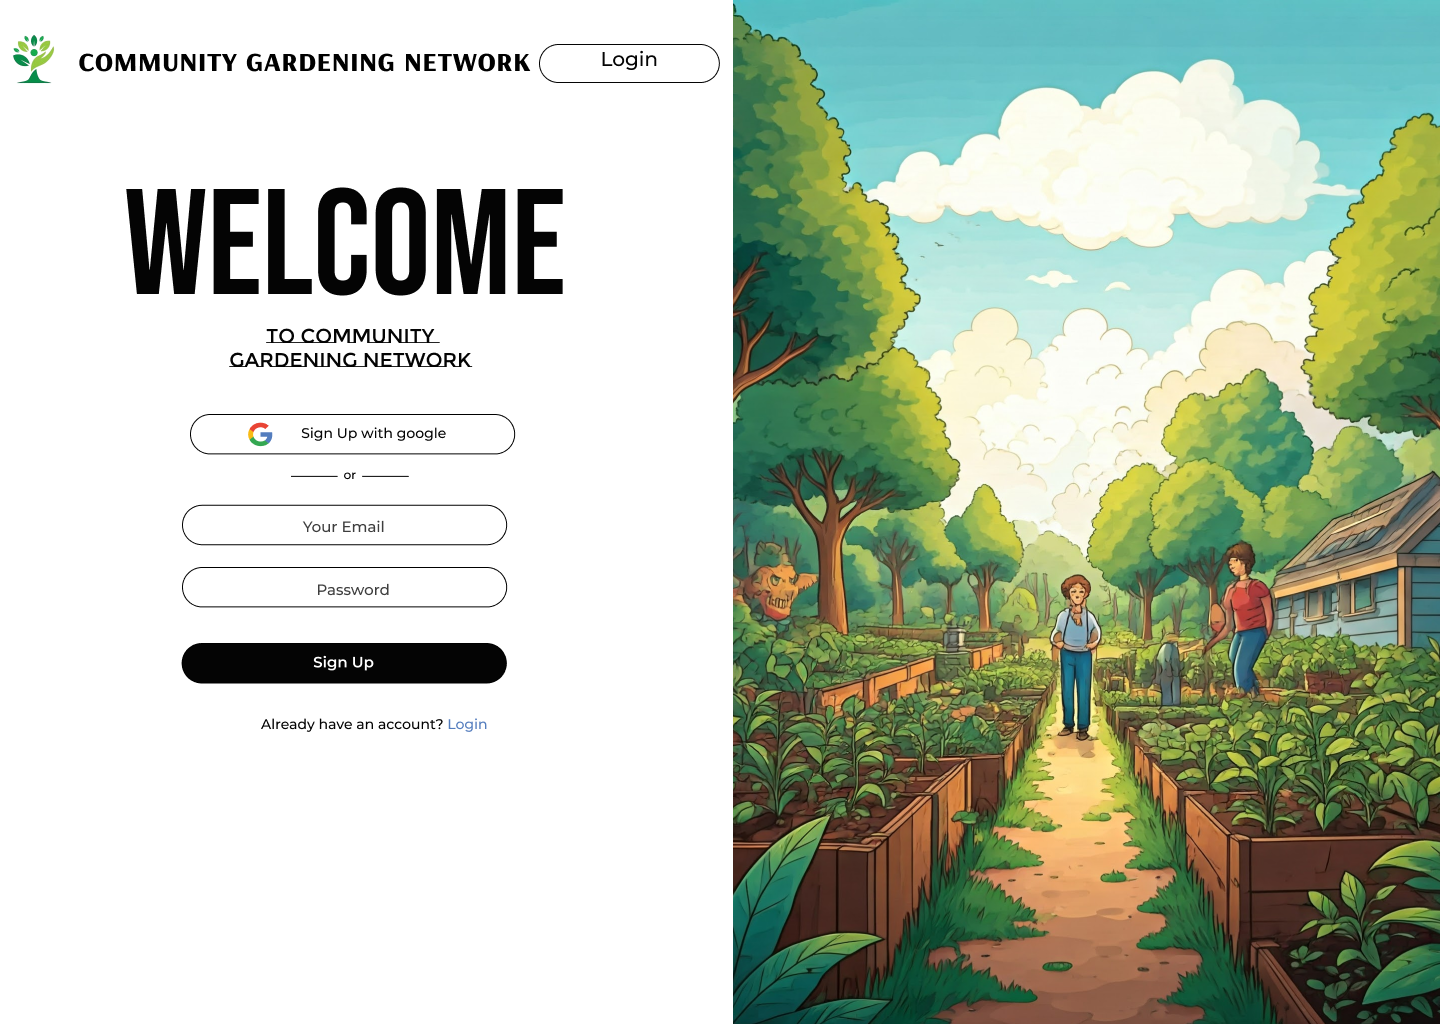 COMMUNITY GARDENING NETWORK
Login
WELCOME
TO COMMUNITY
GARDENING NETWORK
Sign Up with google
or
Your Email
Password
Sign Up
Already have an account? Login